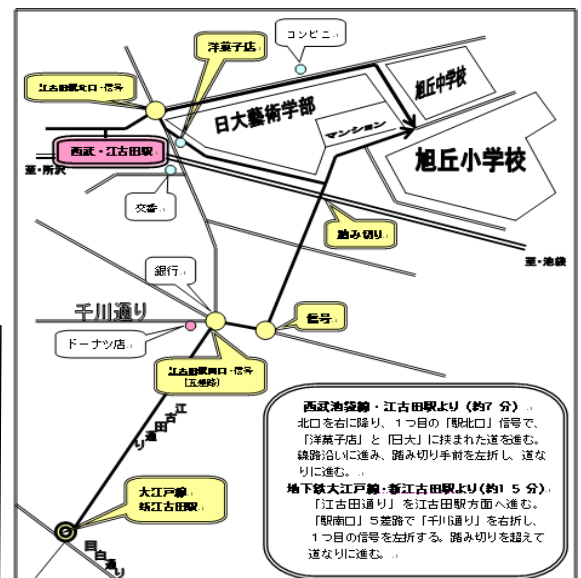 コンビニ
洋菓子店
江古田駅北口・信号
旭丘中学校
日大藝術学部
マンション
西武・江古田駅
旭丘小学校
至・所沢
交番
踏み切り
至・池袋
銀行
千川通り
信号
ドーナツ店
江古田駅南口・信号
(五差路)
江古田通り
大江戸線
新江古田駅
目白通り
西武池袋線・江古田駅より(約7分)
北口を右に降り、1つ目の「駅北口」信号で、
「洋菓子店」と「日大」に挟まれた道を進む。
線路沿いに進み、踏み切り手前を左折し、道な
りに進む。
地下鉄大江戸線・新江古田駅より(約15分)
「江古田通り」を江古田駅方面へ進む。
「駅南口」5差路で「千川通り」を右折し、
1つ目の信号を左折する。踏み切りを超えて
道なりに進む。